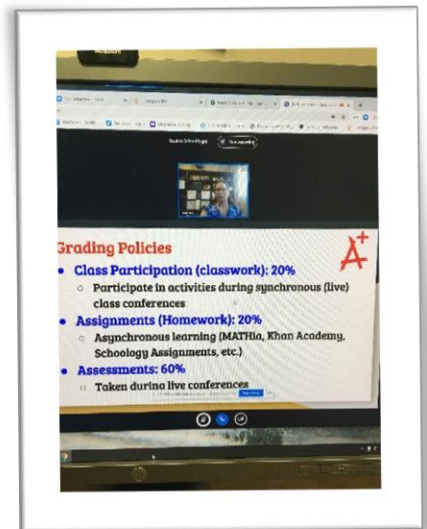 Grading Policies
A+
• Class Participation (classwork): 20%
○ Participate in activities during synchronous (live)
class conferences
• Assignments (Homework): 20%
○ Asynchronous learning (MATHia, Khan Academy,
Schoology Assignments, etc.)
• Assessments: 60%
○ Taken during live conferences